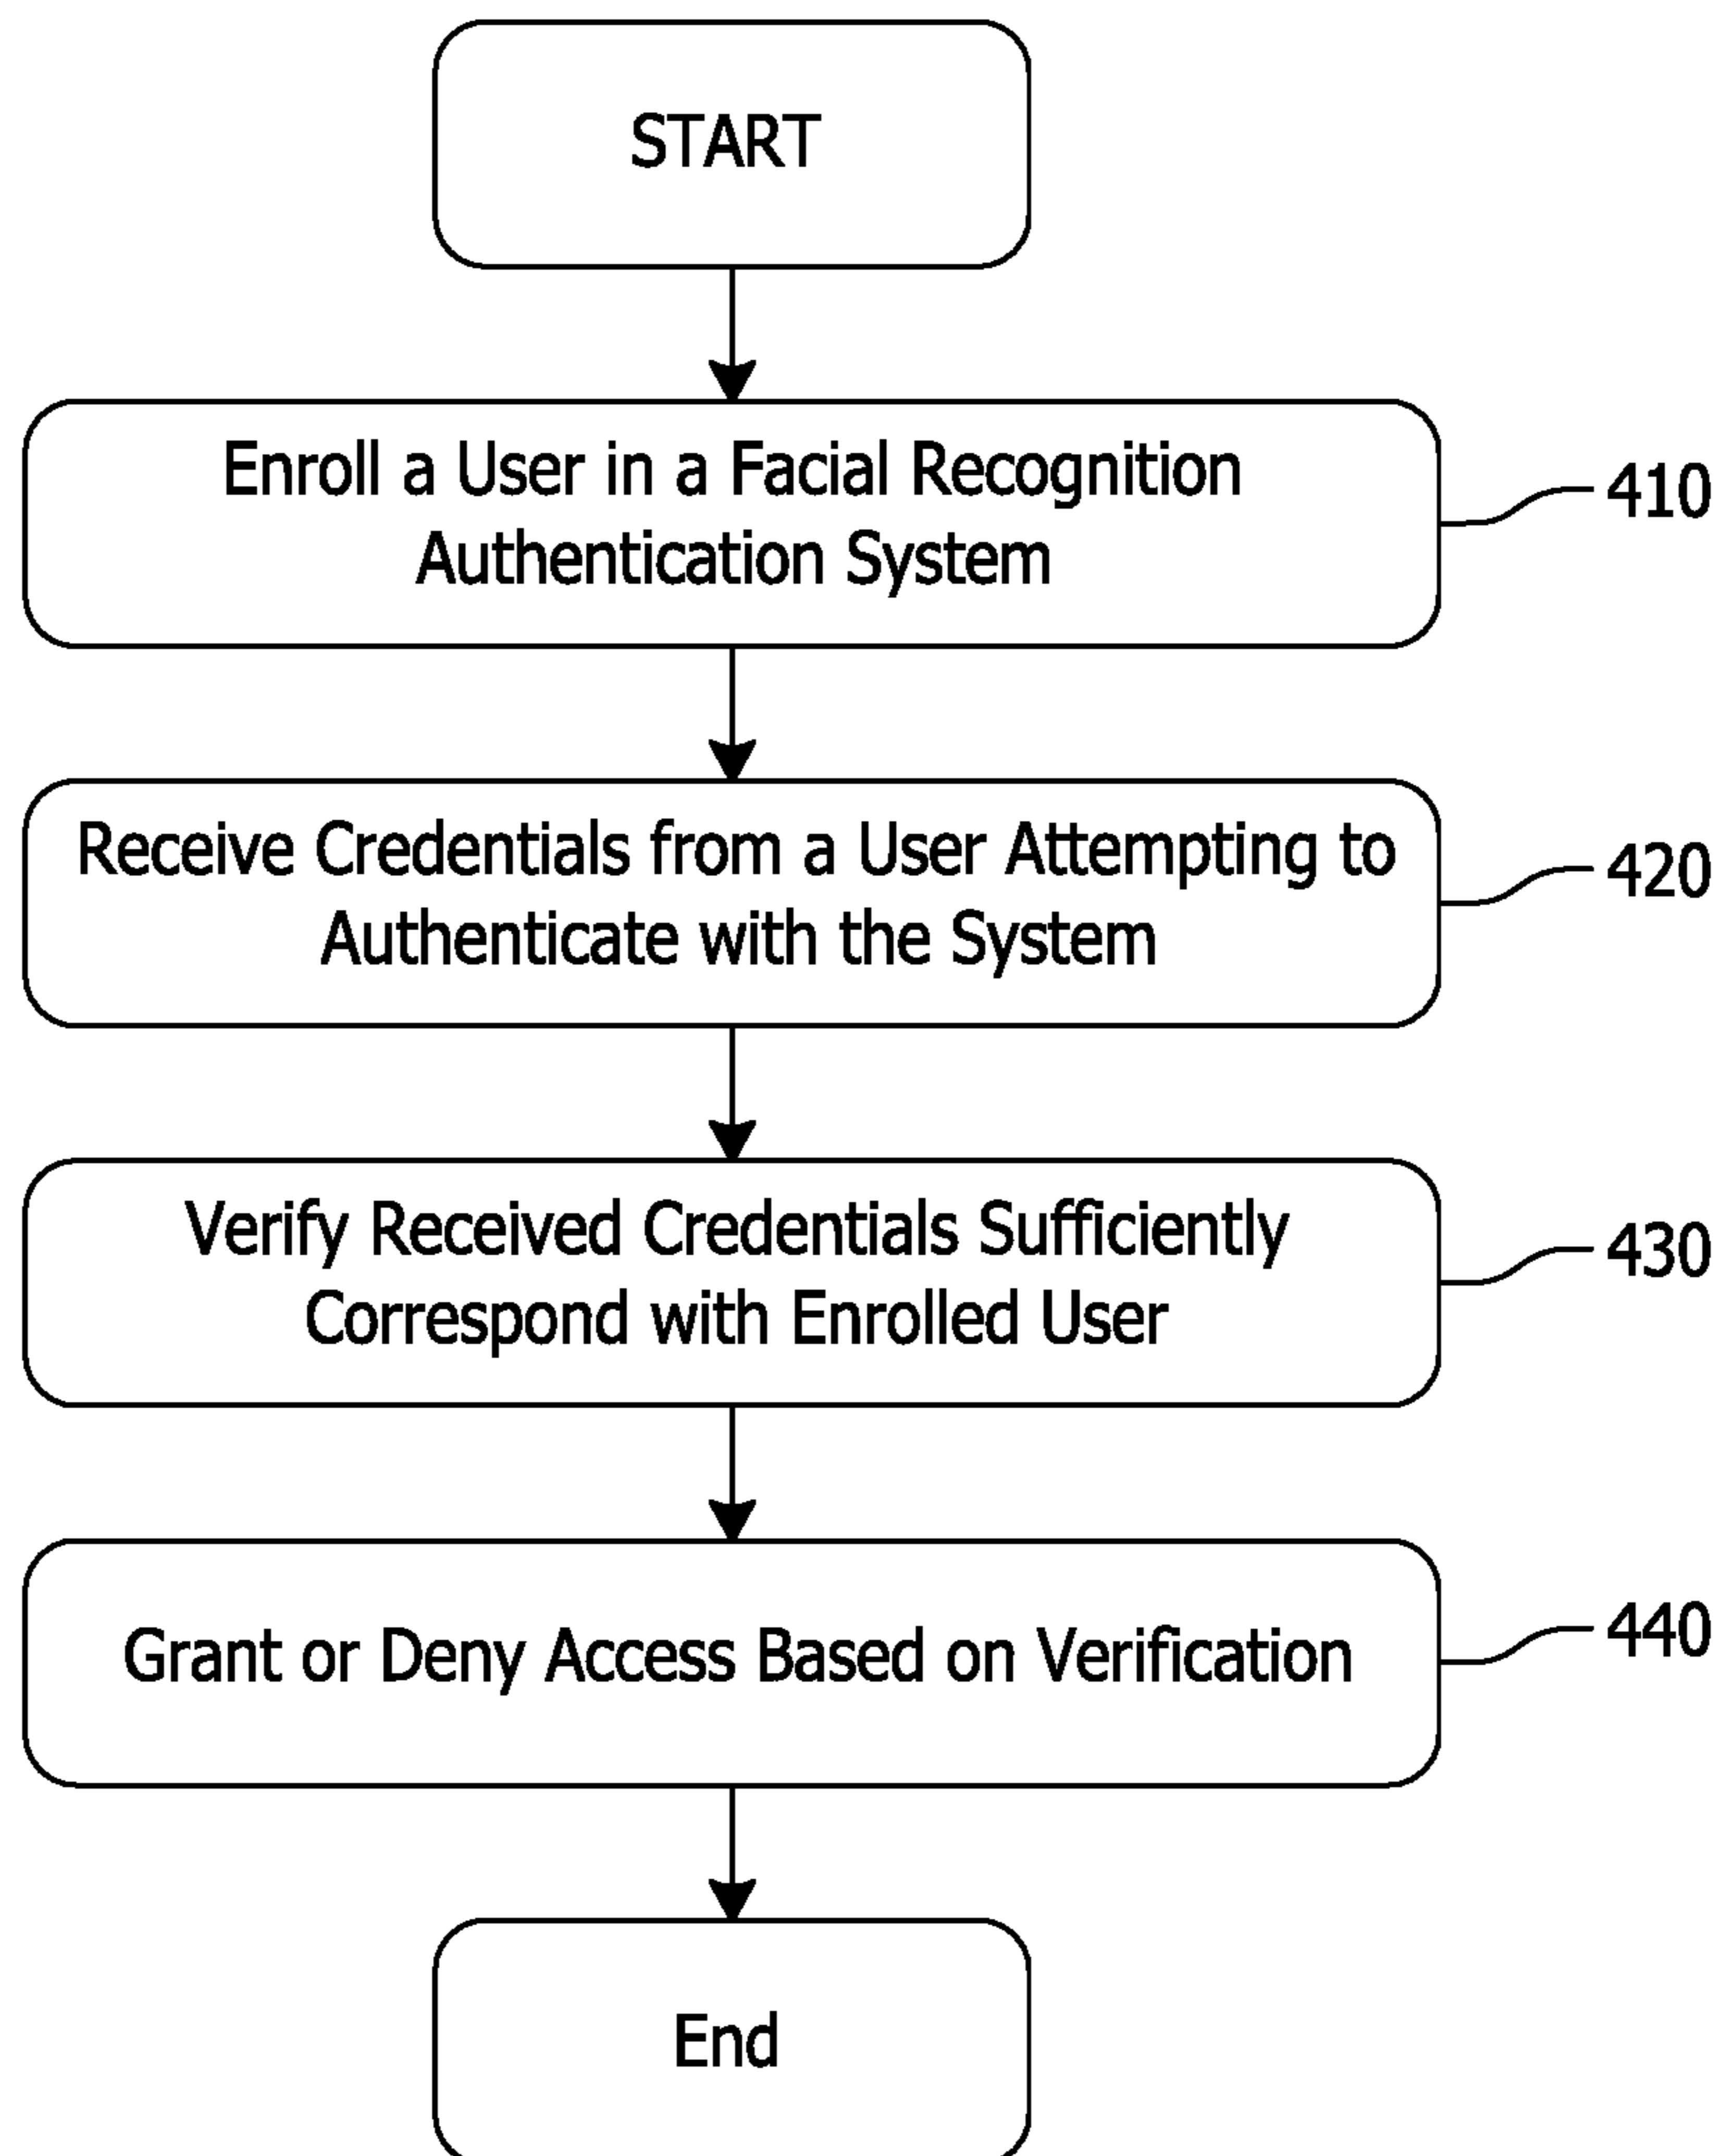 START
Enroll a User in a Facial Recognition
Authentication System
410
Receive Credentials from a User Attempting to
Authenticate with the System
420
Verify Received Credentials Sufficiently
Correspond with Enrolled User
430
Grant or Deny Access Based on Verification
440
End